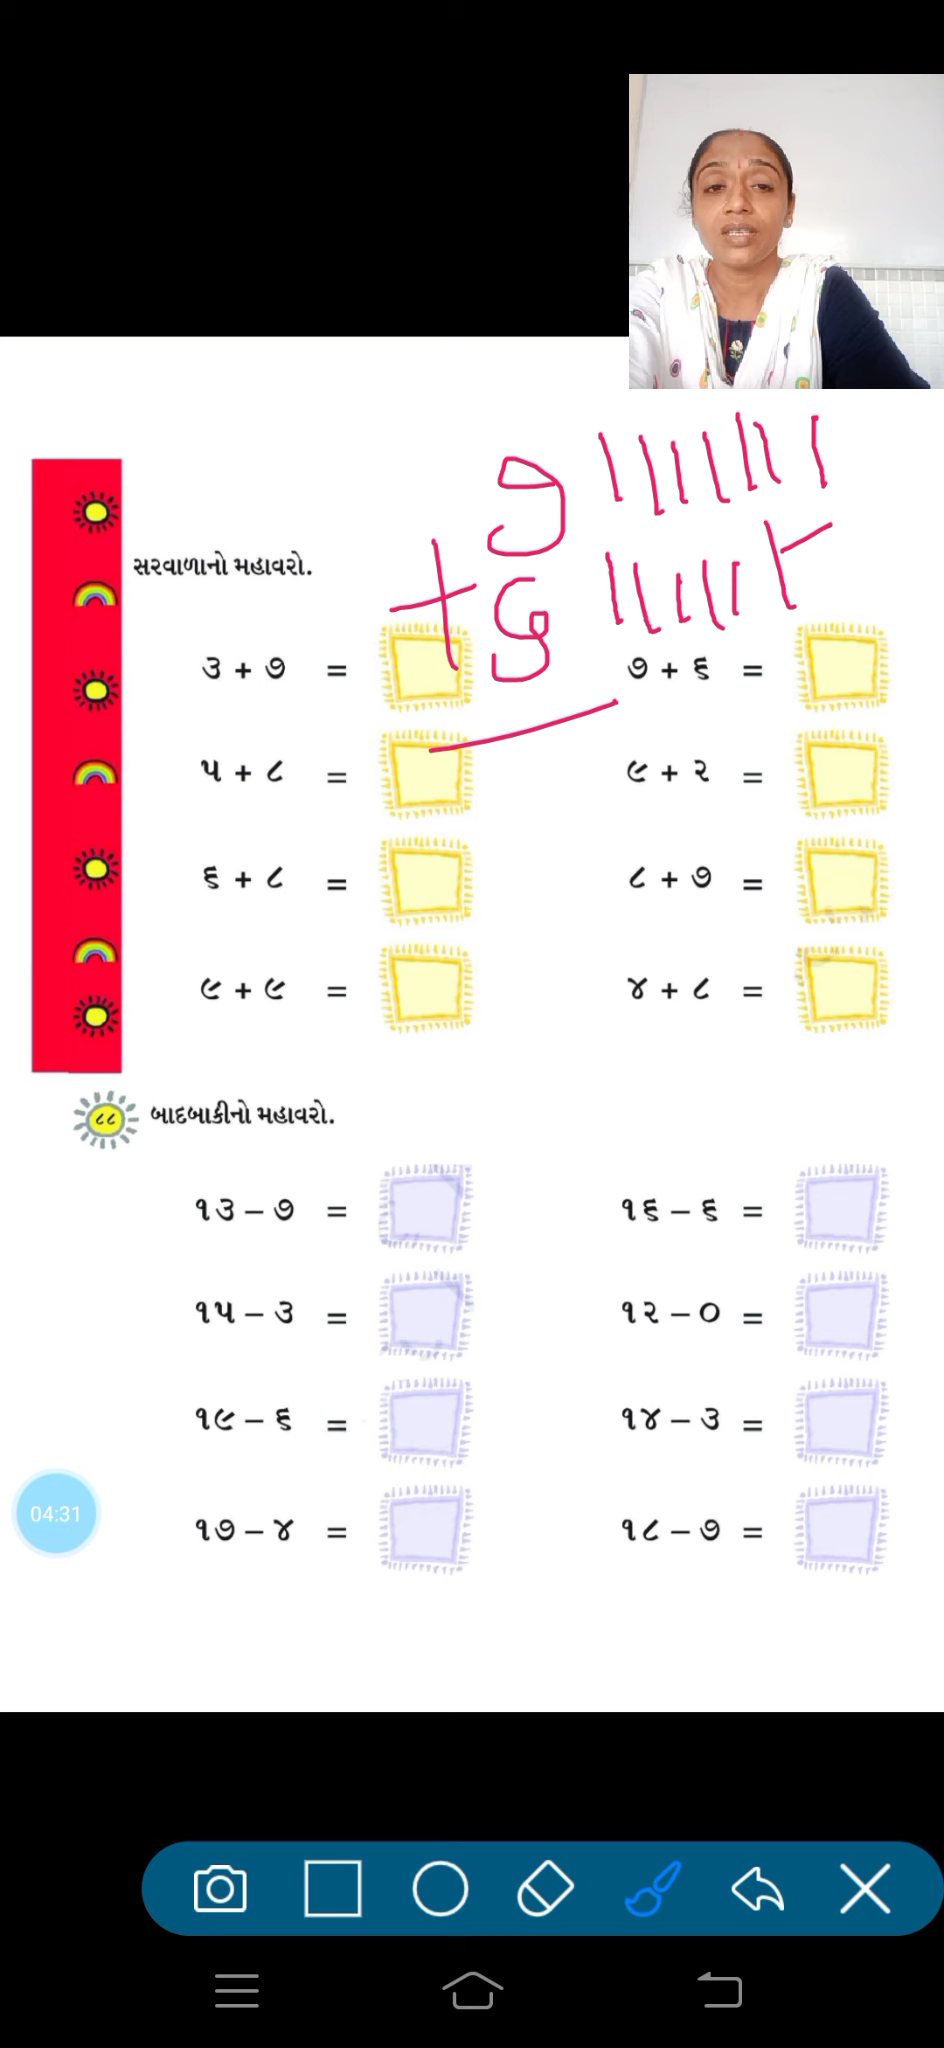 ૭
+ ૬
સરવાળાનો મહાવરો.
૩ + ૭ =
૭ + ૬ =
૫ + ૮ =
૯ + ૨ =
૬ + ૮ =
૮ + ૭ =
૯ + ૯ =
૪ + ૮ =
૮૮ બાદબાકીનો મહાવરો.
૧૩ – ૭ =
૧૬ – ૬ =
૧૫ – ૩ =
૧૨ – ૦ =
૧૯ – ૬ =
૧૪ – ૩ =
04:31
૧૭ – ૪ =
૧૮ – ૭ =